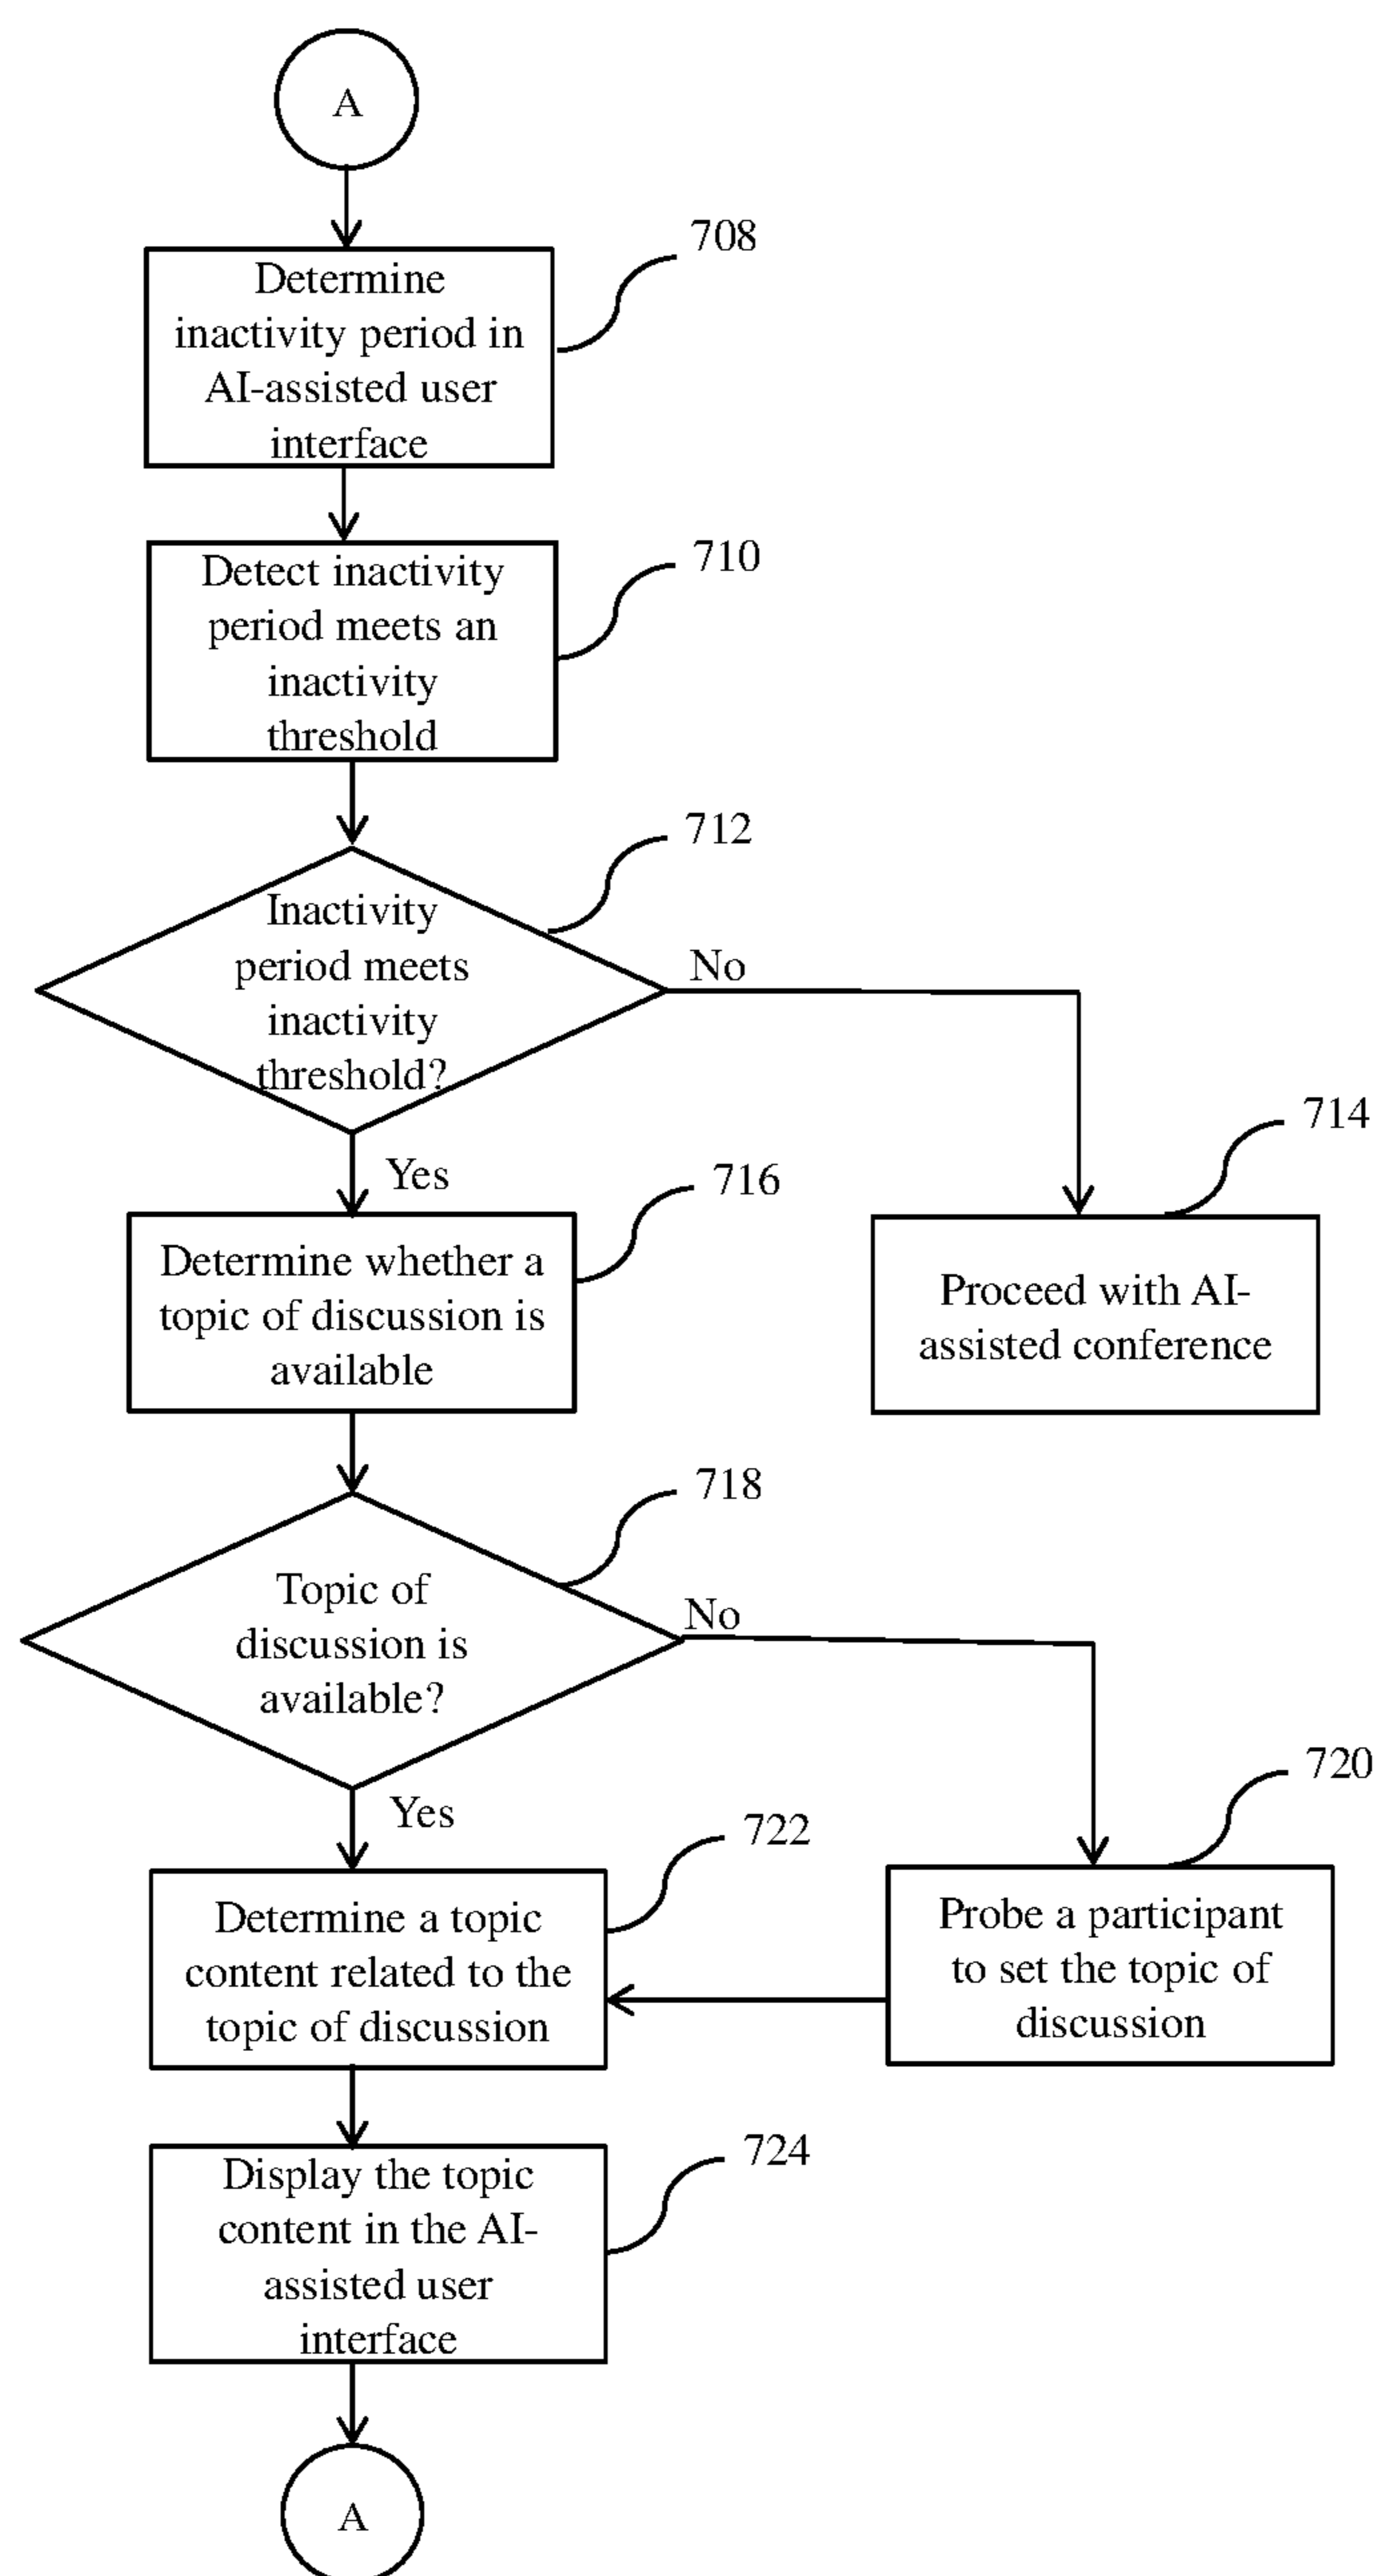 A
708
Determine
inactivity period in
AI-assisted user
interface
710
Detect inactivity
period meets an
inactivity
threshold
712
Inactivity
period meets
inactivity
threshold?
No
Yes
714
Proceed with AI-
assisted conference
716
Determine whether a
topic of discussion is
available
718
Topic of
discussion is
available?
No
Yes
720
Probe a participant
to set the topic of
discussion
722
Determine a topic
content related to the
topic of discussion
724
Display the topic
content in the AI-
assisted user
interface
A